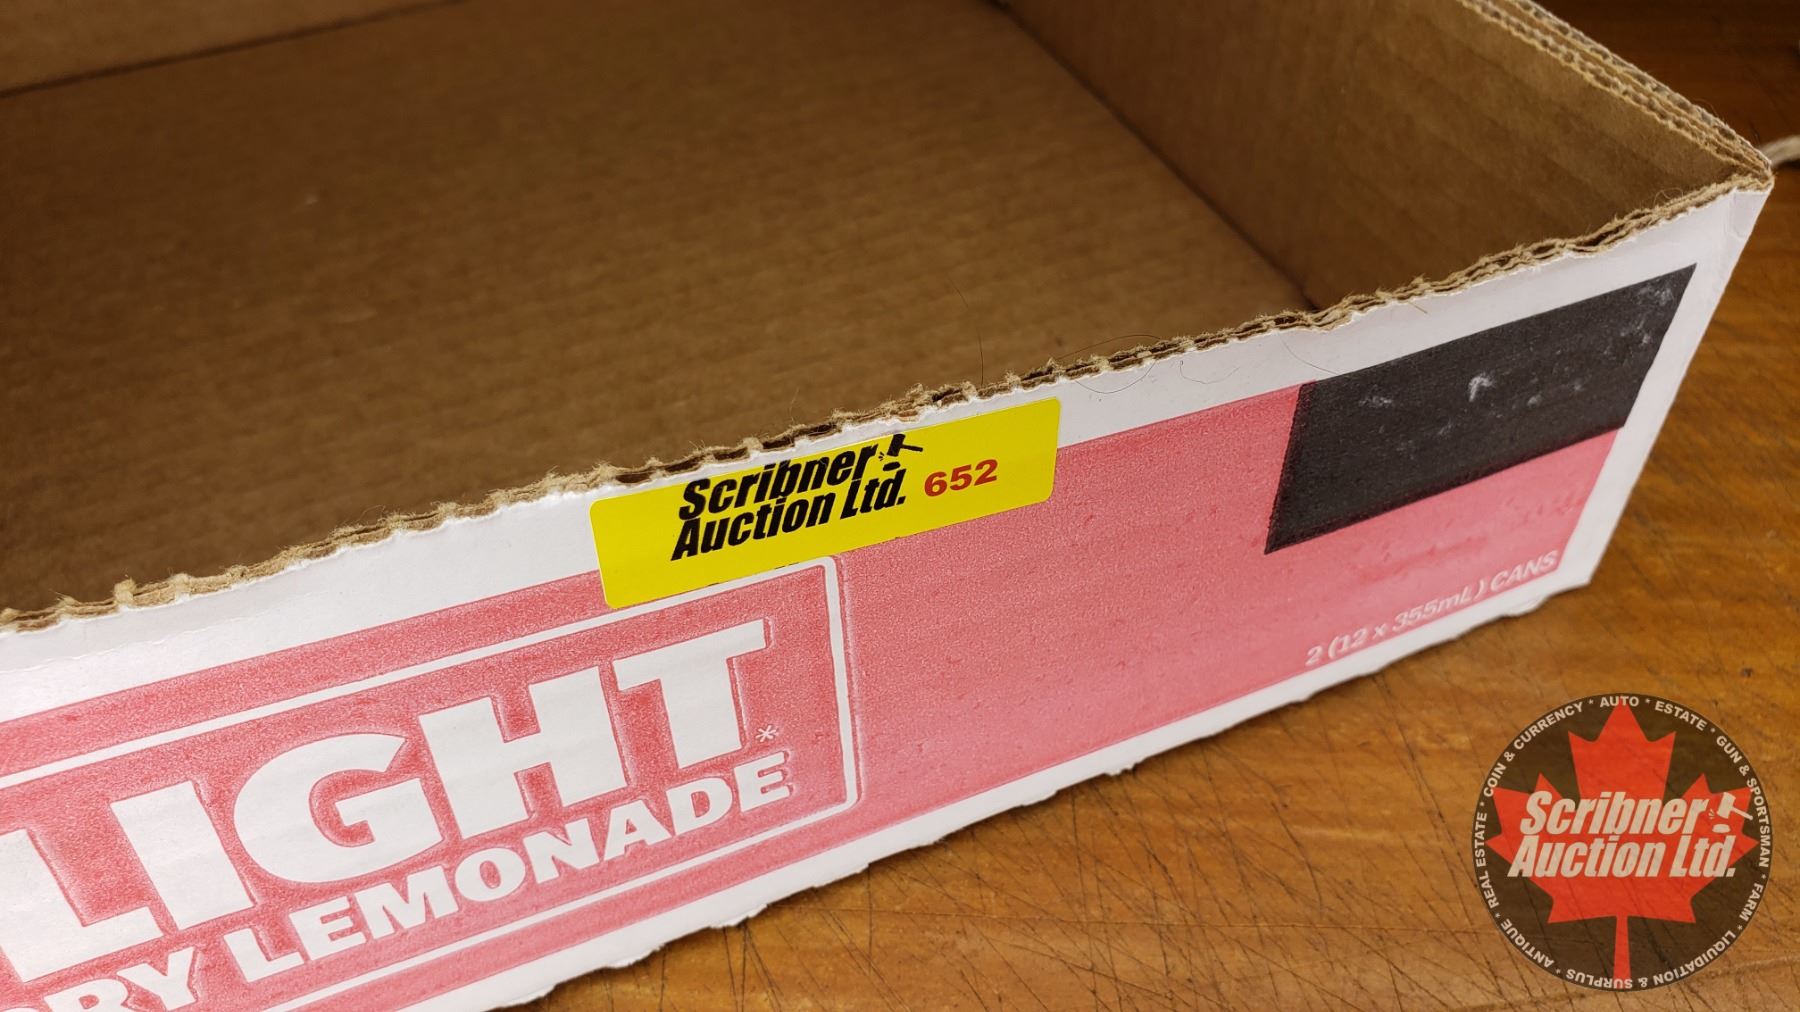 Scribner
Auction Ltd. 652
LIGHT*
LEMONADE
2 (12 x 355mL) CANS
* AUTO * ESTATE * GUN & SPORTSMAN * FARM * LIQUIDATION & SURPLUS * ANTIQUE * REAL ESTATE * COIN & CURRENCY
Scribner
Auction Ltd.